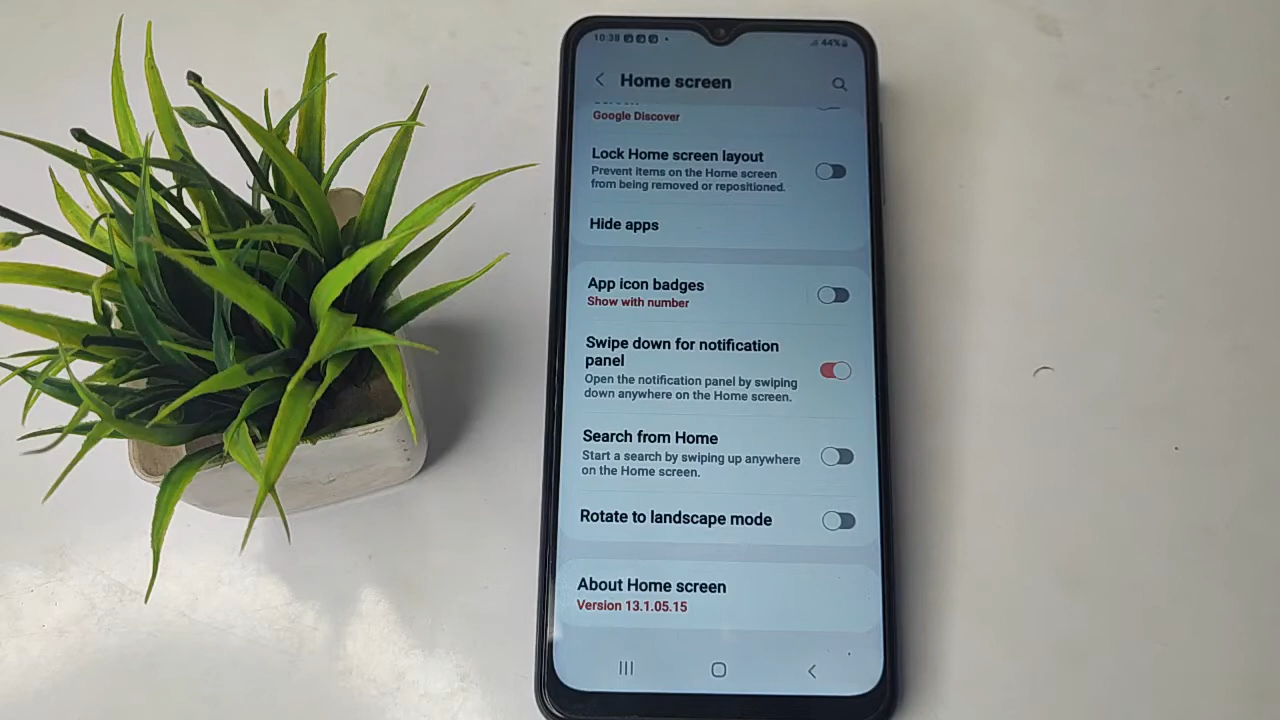 10:38
44%
Home screen
Google Discover
Lock Home screen layout
Prevent items on the Home screen
from being removed or repositioned.
Hide apps
App icon badges
Show with number
Swipe down for notification
panel
Open the notification panel by swiping
down anywhere on the Home screen.
Search from Home
Start a search by swiping up anywhere
on the Home screen.
Rotate to landscape mode
About Home screen
Version 13.1.05.15